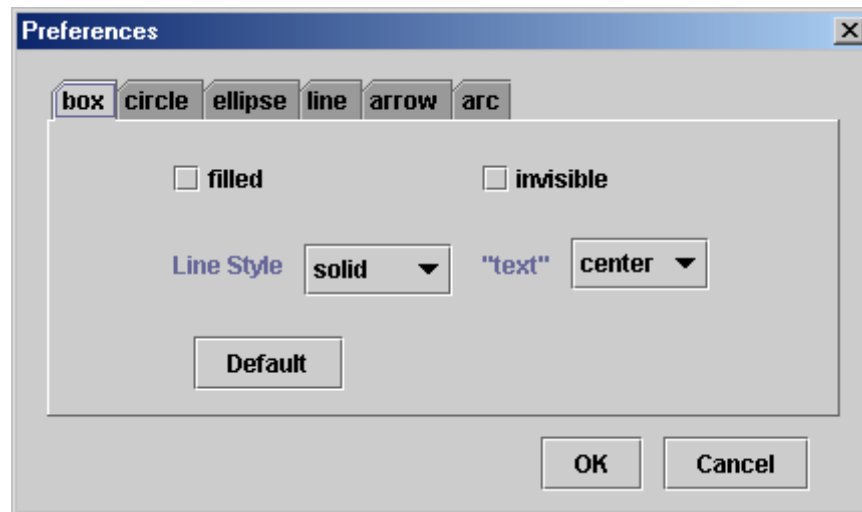 Preferences
box circle ellipse line arrow arc
filled invisible
Line Style solid "text" center
Default
OK Cancel